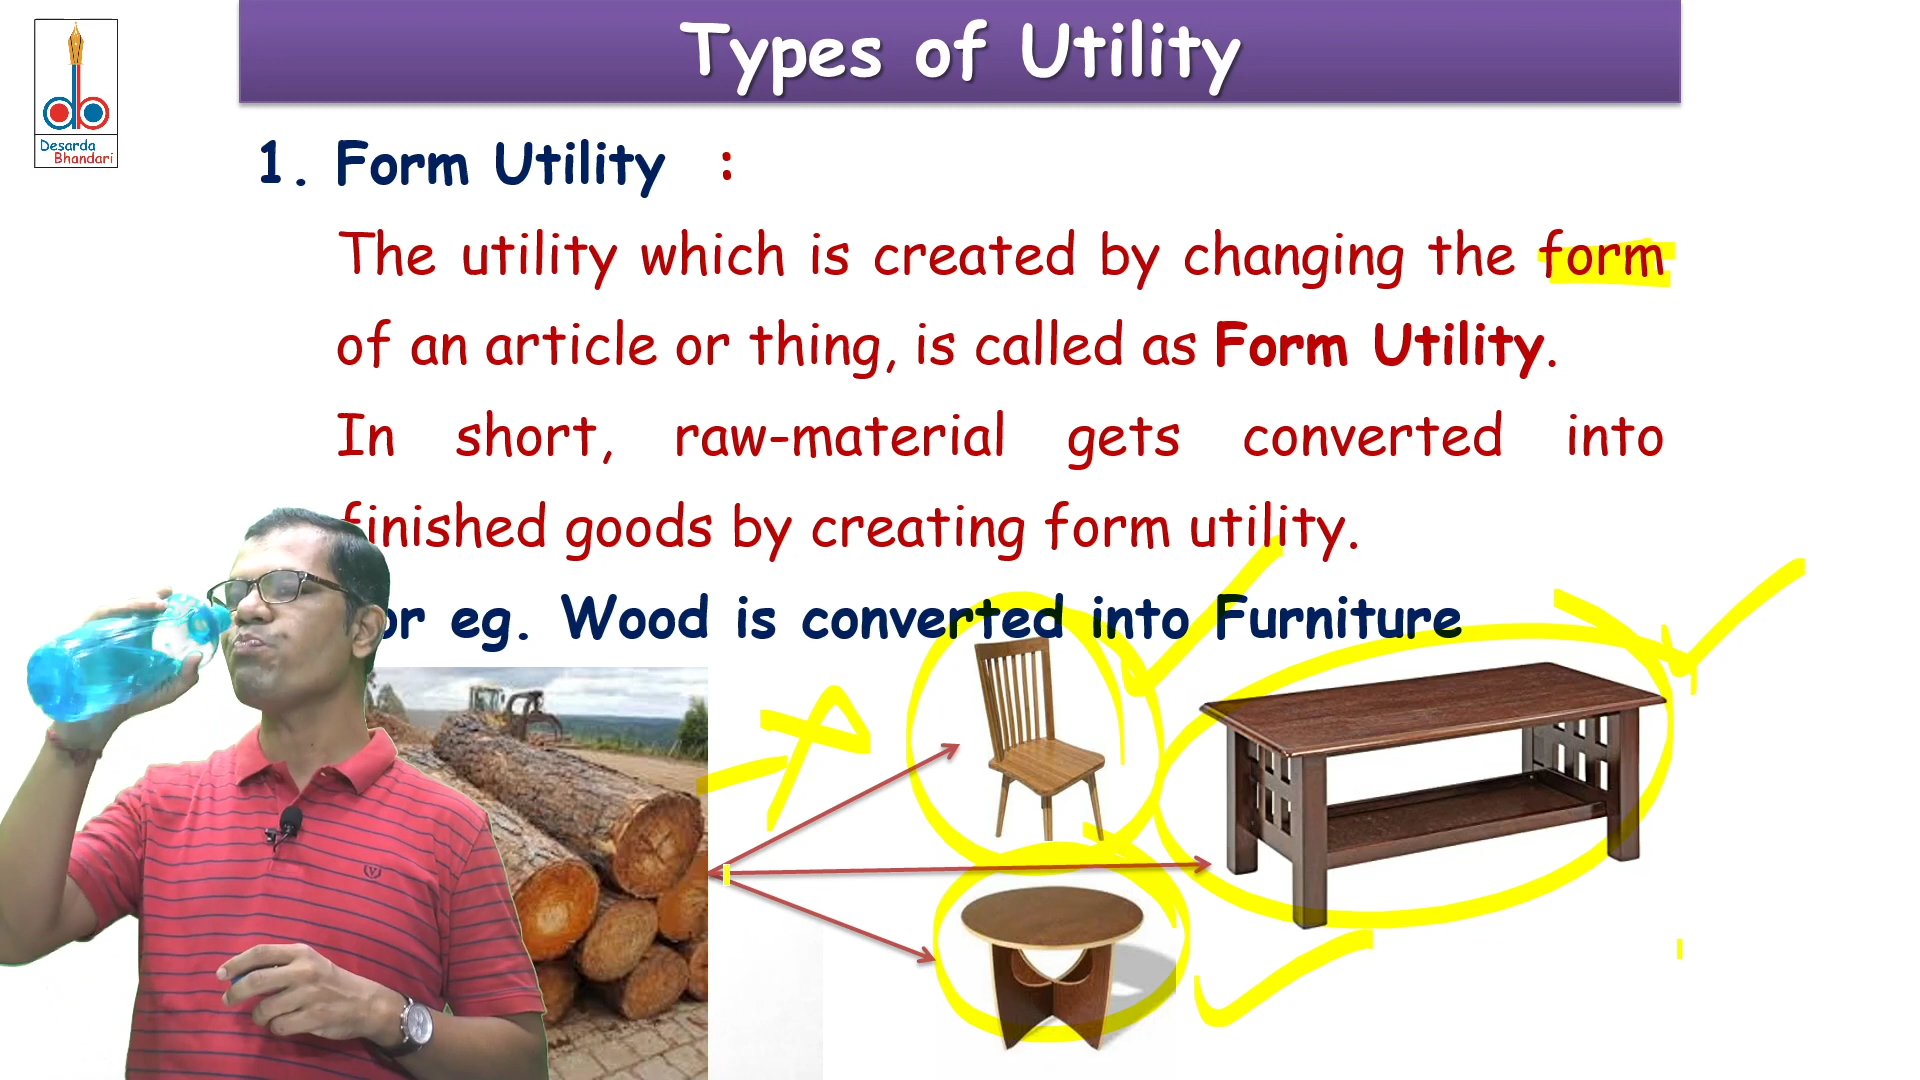 Types of Utility
Desarda
Bhandari
1. Form Utility :
The utility which is created by changing the form
of an article or thing, is called as Form Utility.
In short, raw-material gets converted into
finished goods by creating form utility.
or eg. Wood is converted into Furniture